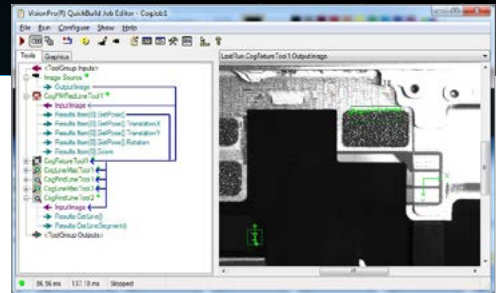 VisionPro(R) QuickBuild Job Editor - CogJob1
File Run Configure Show Help
Tools Graphics
LastRun.CogFixtureTool1.OutputImage
<ToolGroup Inputs>
Image Source
OutputImage
CogPMRedLineTool1
InputImage
Results.Item[0].GetPose()
Results.Item[0].GetPose().TranslationX
Results.Item[0].GetPose().TranslationY
Results.Item[0].GetPose().Rotation
Results.Item[0].Score
CogFixtureTool1
CogLineMaxTool1
CogFindLineTool1
CogLineMaxTool3
CogFindLineTool2
InputImage
Results.GetLine()
Results.GetLineSegment()
<ToolGroup Outputs>
86.56 ms 137.18 ms Stopped